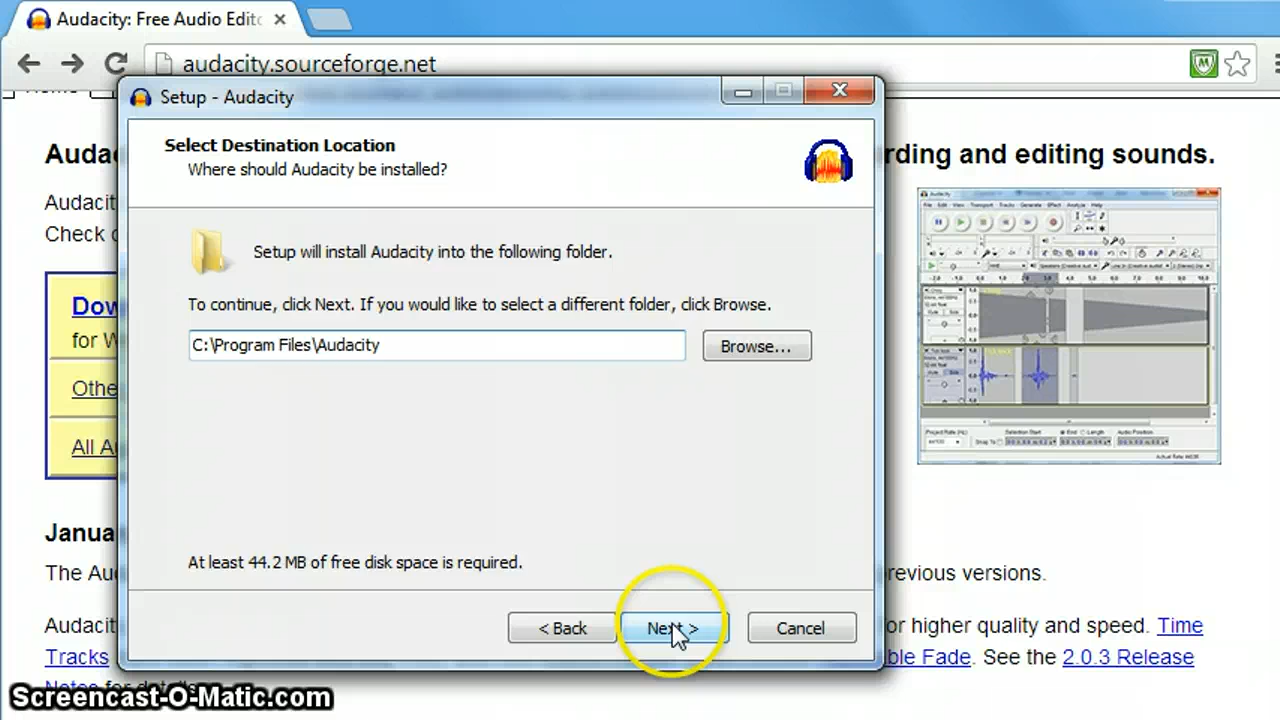 Audacity: Free Audio Edito
audacity.sourceforge.net
Setup - Audacity
Select Destination Location
Where should Audacity be installed?
Audac
rding and editing sounds.
Audacit
Check o
Setup will install Audacity into the following folder.
To continue, click Next. If you would like to select a different folder, click Browse.
C:\Program Files\Audacity
Browse...
Dow
for W
Othe
All Au
Janua
At least 44.2 MB of free disk space is required.
The Au
revious versions.
< Back
Next >
Cancel
Audacity
or higher quality and speed. Time
Tracks
ble Fade. See the 2.0.3 Release
Screencast-O-Matic.com